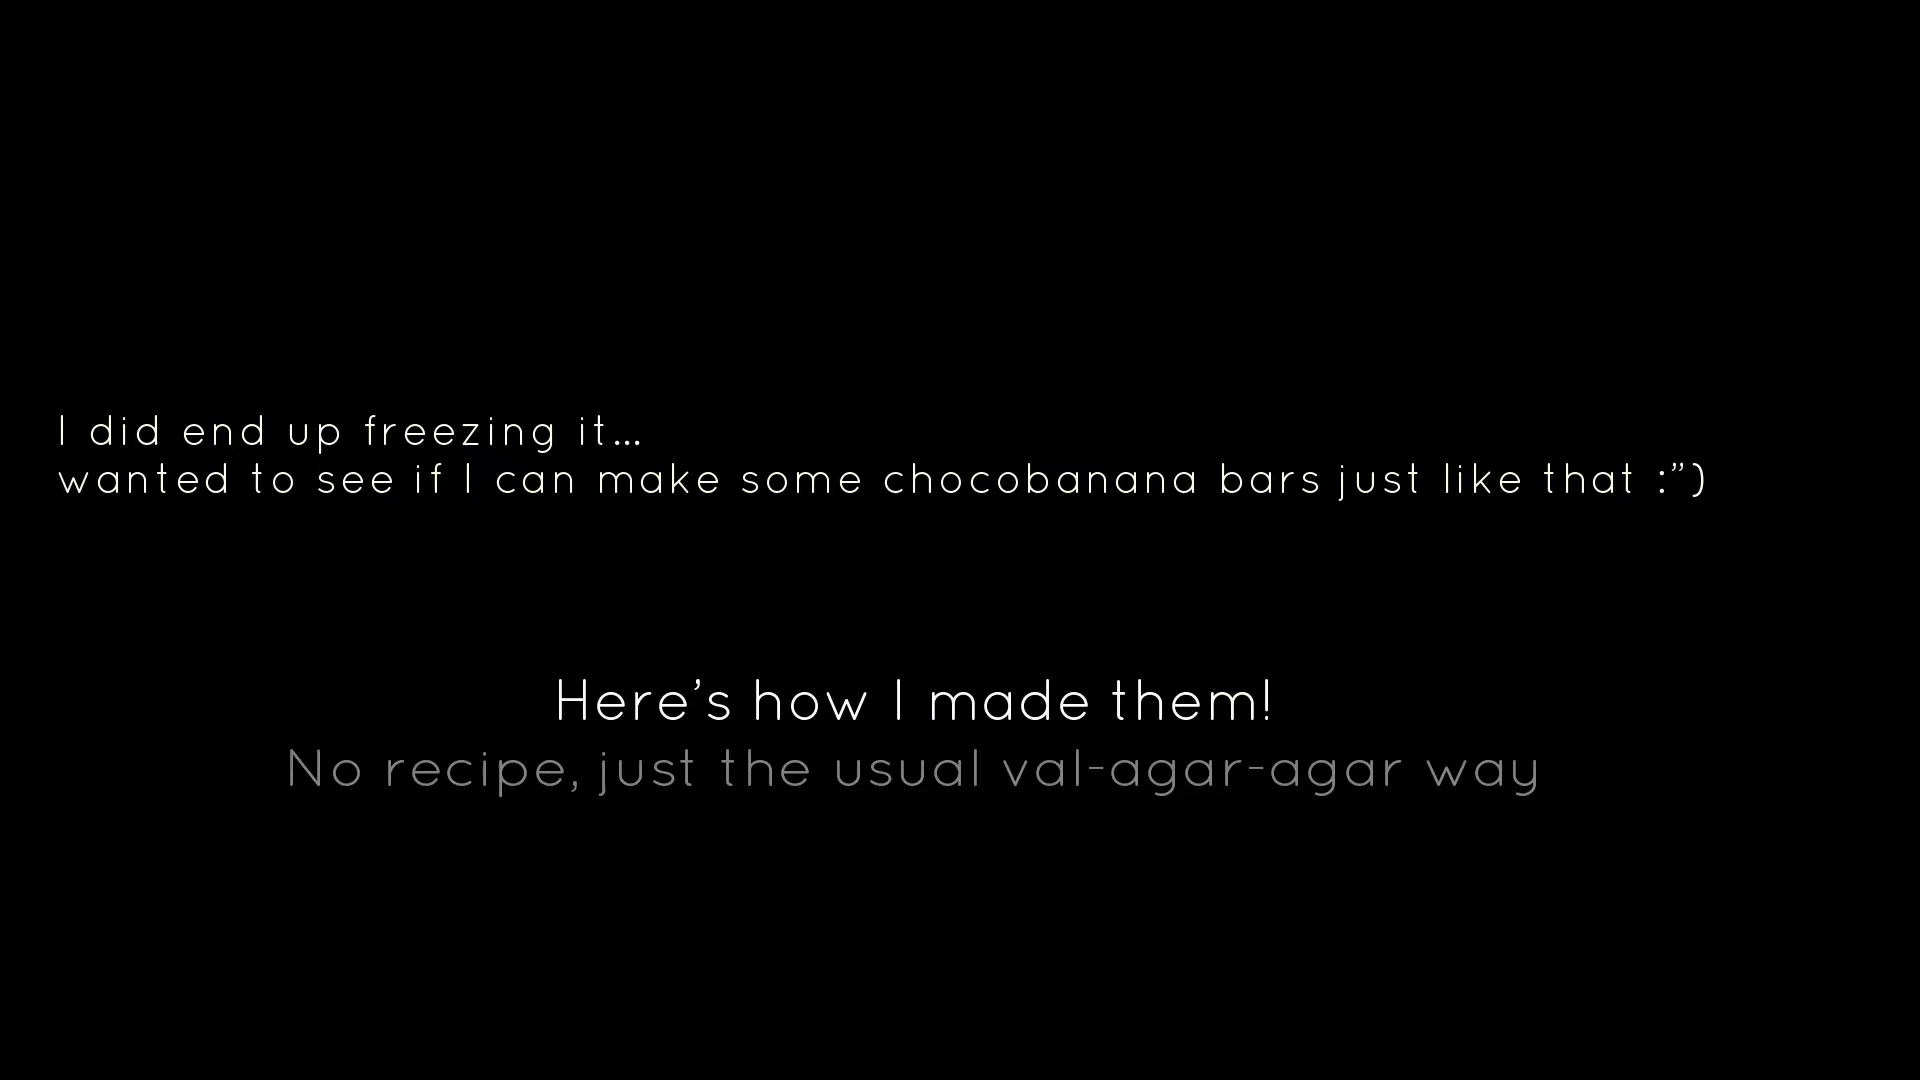 I did end up freezing it...
wanted to see if I can make some chocobanana bars just like that :”)
Here’s how I made them!
No recipe, just the usual val-agar-agar way